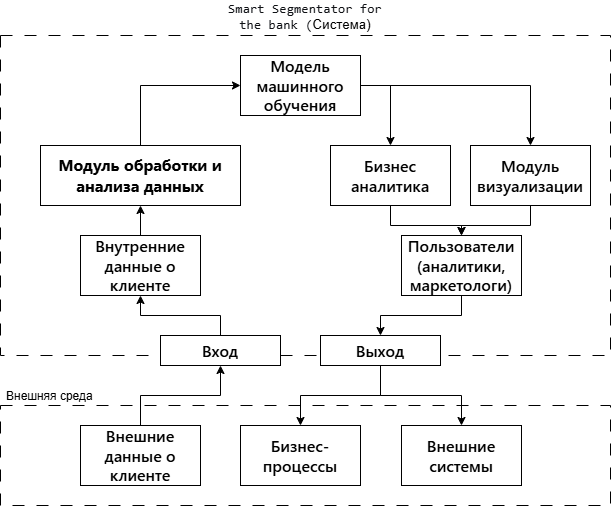 Smart Segmentator for
the bank (Система)
Модель
машинного
обучения
Модуль обработки и
анализа данных
Бизнес
аналитика
Модуль
визуализации
Внутренние
данные о
клиенте
Пользователи
(аналитики,
маркетологи)
Вход
Выход
Внешняя среда
Внешние
данные о
клиенте
Бизнес-
процессы
Внешние
системы